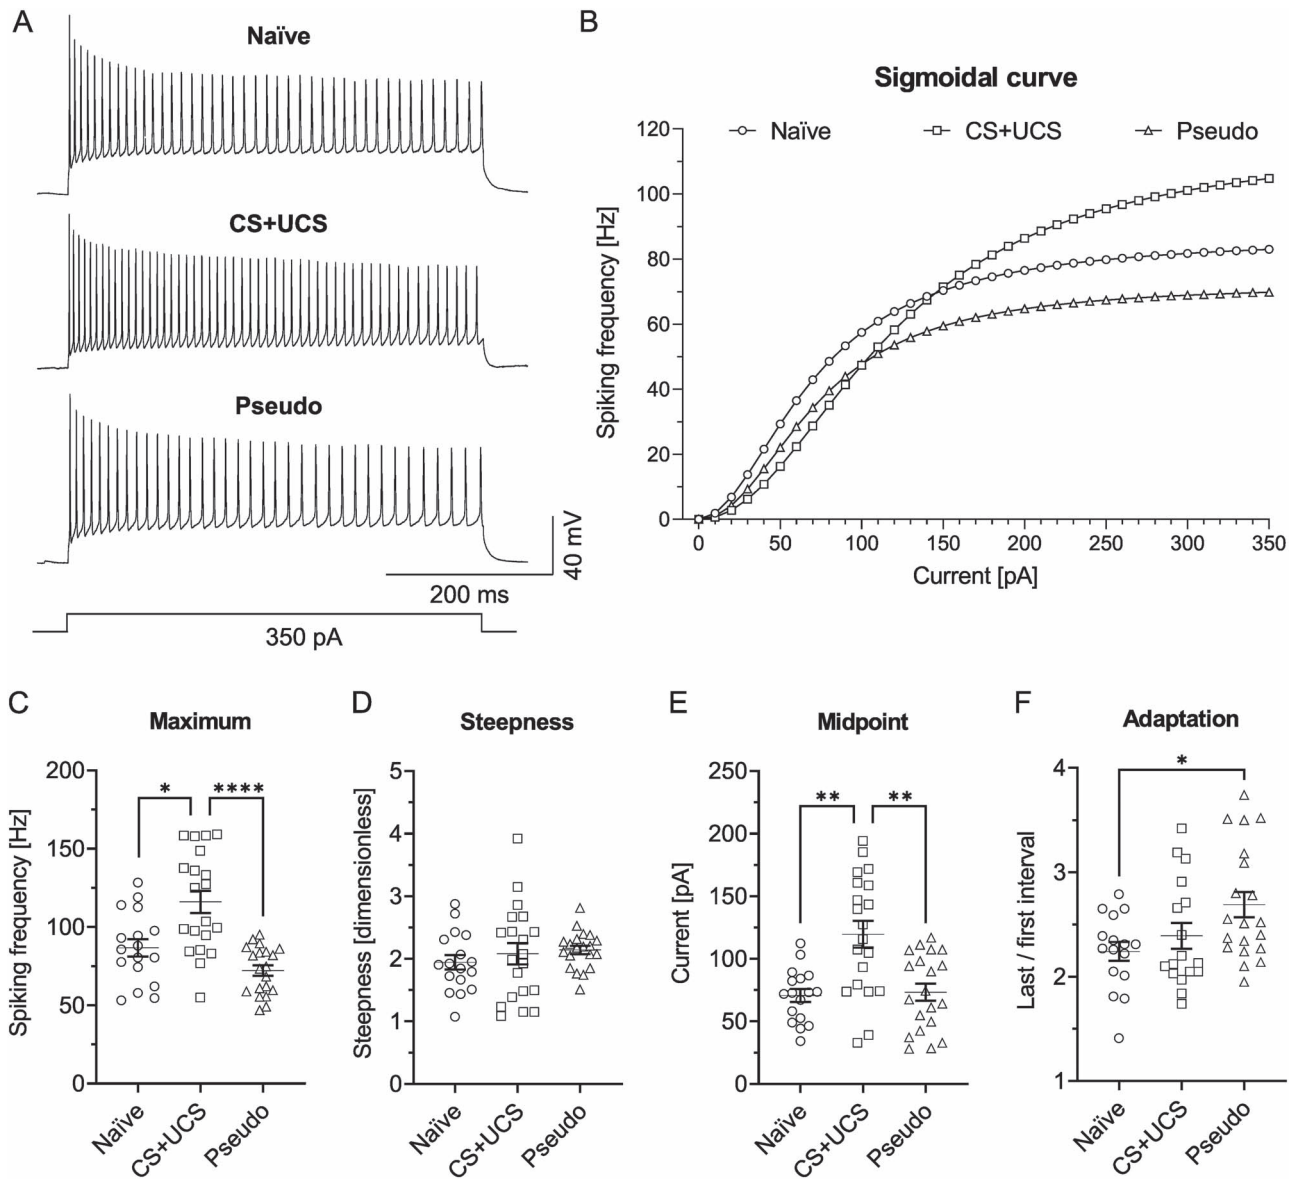 A
Naïve
CS+UCS
Pseudo
40 mV
200 ms
350 pA
B
Sigmoidal curve
Naïve CS+UCS Pseudo
Spiking frequency [Hz]
120
100
80
60
40
20
0
0 50 100 150 200 250 300 350
Current [pA]
C
Maximum
Spiking frequency [Hz]
200
150
100
50
0
* ****
Naïve CS+UCS Pseudo
D
Steepness
Steepness [dimensionless]
5
4
3
2
1
0
Naïve CS+UCS Pseudo
E
Midpoint
Current [pA]
250
200
150
100
50
0
** **
Naïve CS+UCS Pseudo
F
Adaptation
Last / first interval
4
3
2
1
*
Naïve CS+UCS Pseudo